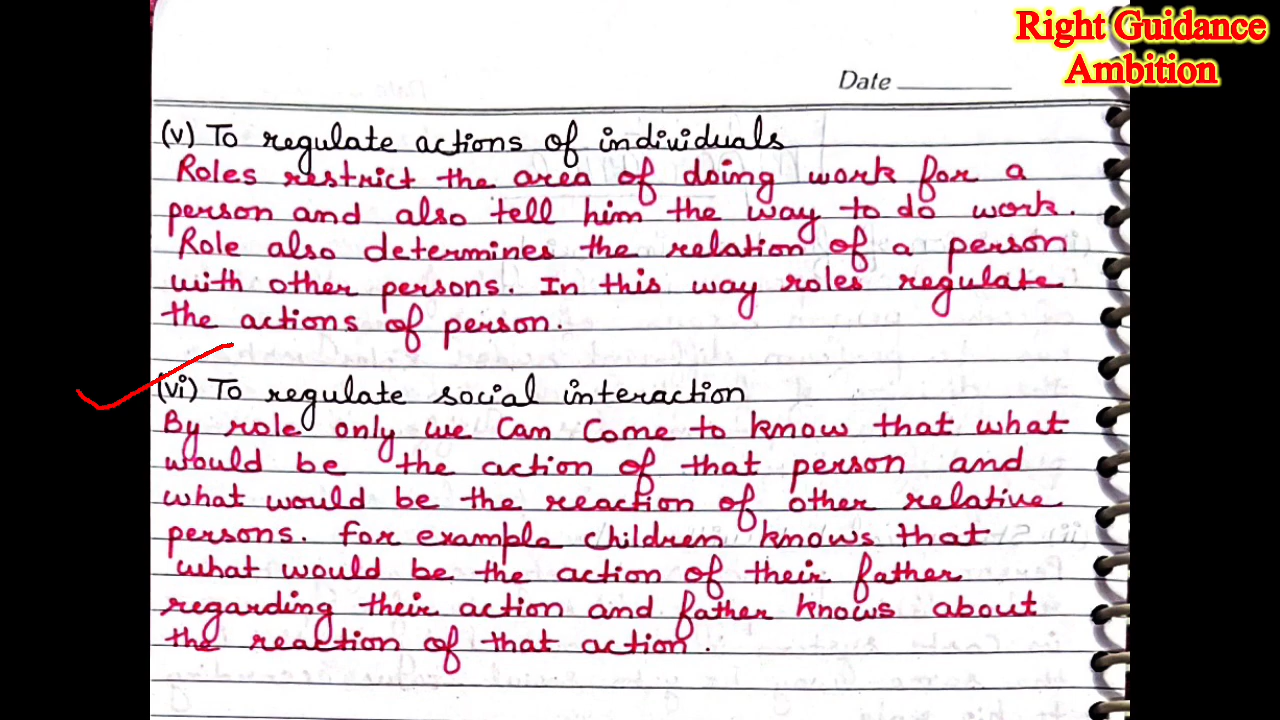 Right Guidance
Ambition
Date
(v) To regulate actions of individuals
Roles restrict the area of doing work for a
person and also tell him the way to do work.
Role also determines the relation of a person
with other persons. In this way roles regulate
the actions of person.
(vi) To regulate social interaction
By role only we can come to know that what
would be the action of that person and
what would be the reaction of other relative
persons. for example children knows that
what would be the action of their father
regarding their action and father knows about
the reaction of that action.